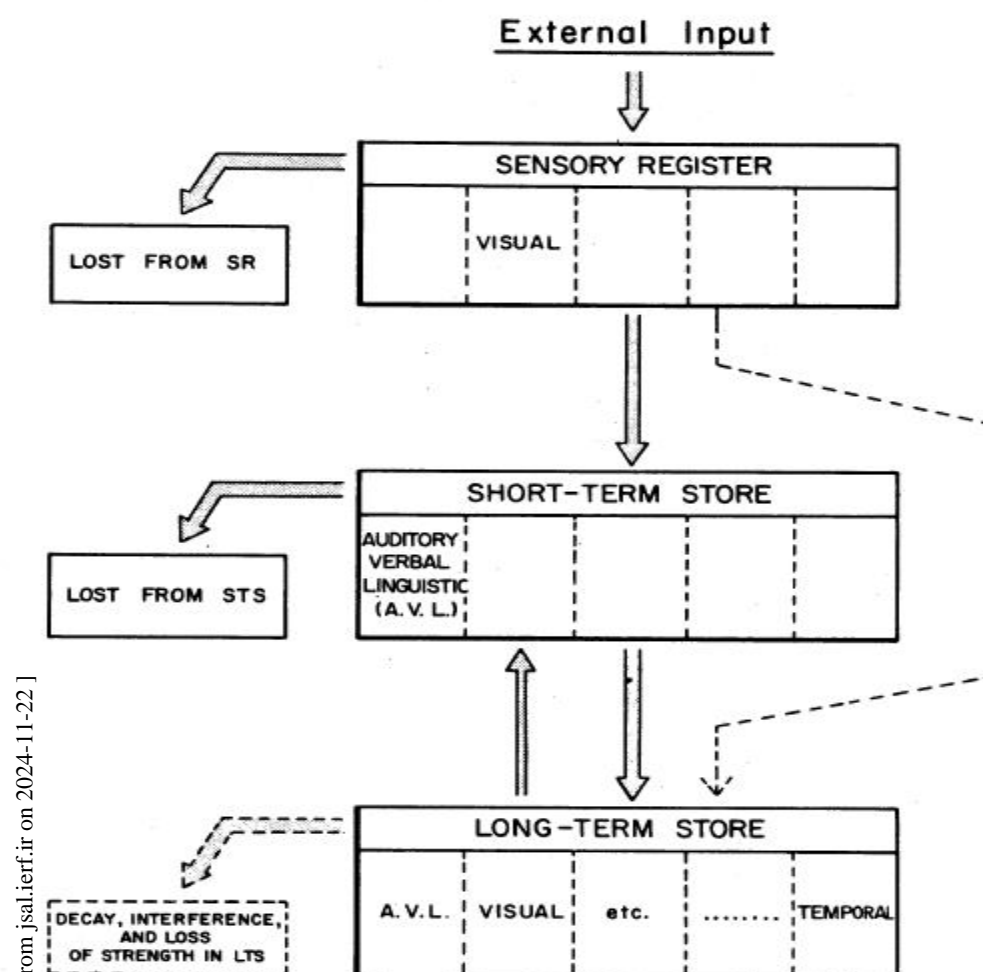 External Input
SENSORY REGISTER
VISUAL
LOST FROM SR
SHORT-TERM STORE
AUDITORY
VERBAL
LINGUISTIC
(A.V.L.)
LOST FROM STS
LONG-TERM STORE
A.V.L.
VISUAL
etc.
........
TEMPORAL
DECAY, INTERFERENCE,
AND LOSS
OF STRENGTH IN LTS
rom jsal.ierf.ir on 2024-11-22 ]